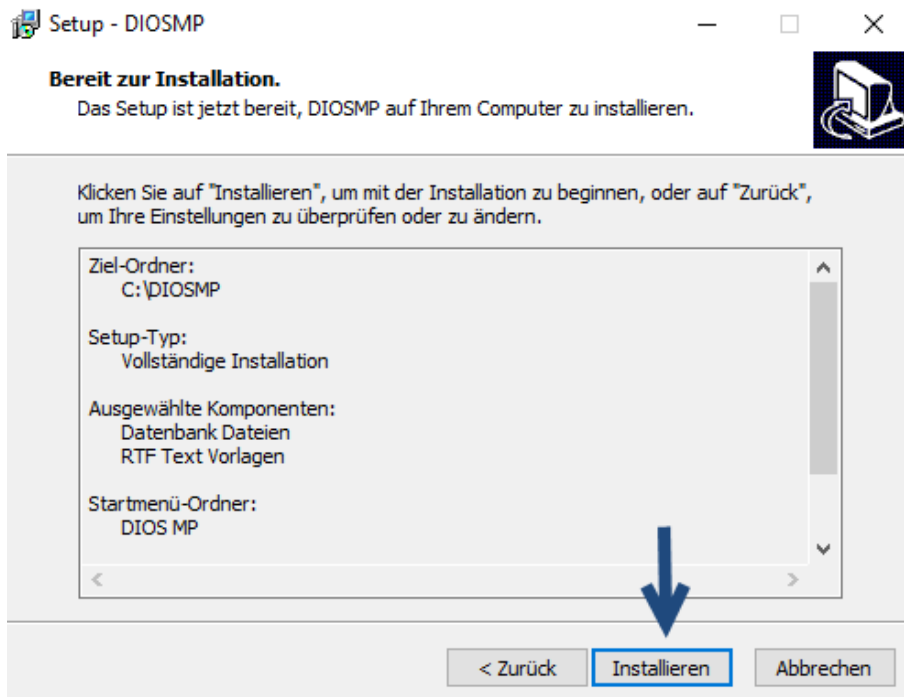 Setup - DIOSMP
Bereit zur Installation.
Das Setup ist jetzt bereit, DIOSMP auf Ihrem Computer zu installieren.
Klicken Sie auf "Installieren", um mit der Installation zu beginnen, oder auf "Zurück",
um Ihre Einstellungen zu überprüfen oder zu ändern.
Ziel-Ordner:
C:\DIOSMP
Setup-Typ:
Vollständige Installation
Ausgewählte Komponenten:
Datenbank Dateien
RTF Text Vorlagen
Startmenü-Ordner:
DIOS MP
< Zurück
Installieren
Abbrechen